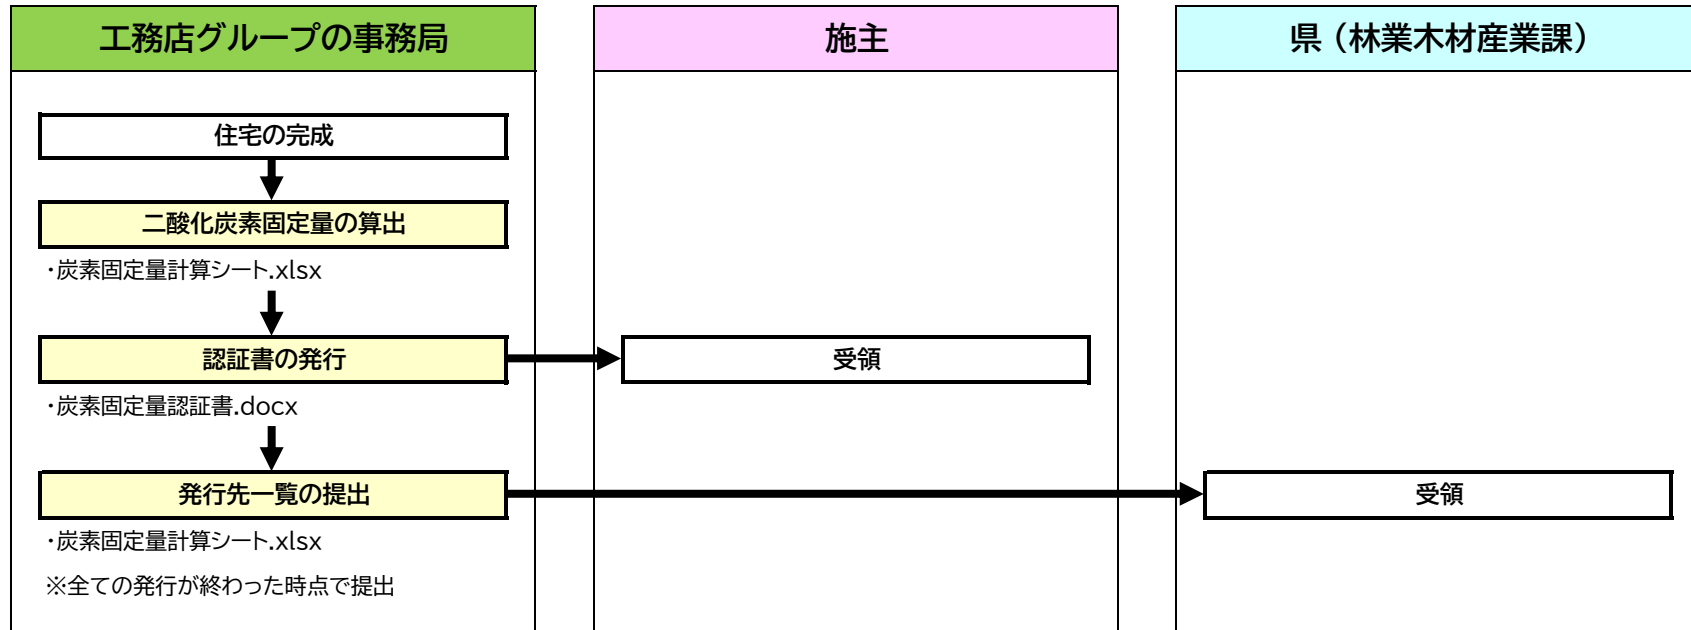 工務店グループの事務局
施主
県（林業木材産業課）
住宅の完成
二酸化炭素固定量の算出
・炭素固定量計算シート.xlsx
認証書の発行
受領
・炭素固定量認証書.docx
発行先一覧の提出
受領
・炭素固定量計算シート.xlsx
※全ての発行が終わった時点で提出